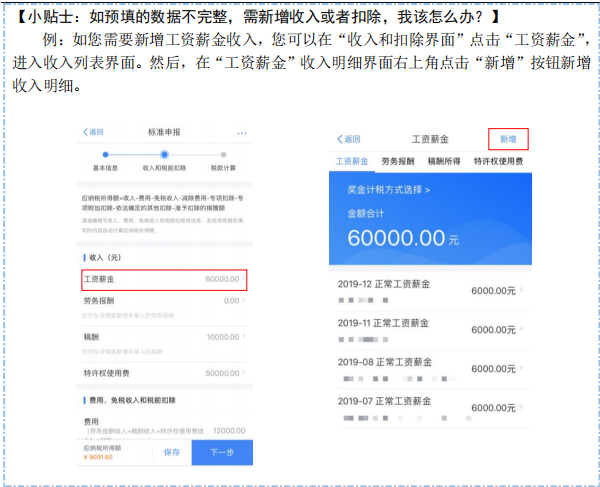 【小贴士：如预填的数据不完整，需新增收入或者扣除，我该怎么办？】
例：如您需要新增工资薪金收入，您可以在“收入和扣除界面”点击“工资薪金”，
进入收入列表界面。然后，在“工资薪金”收入明细界面右上角点击“新增”按钮新增
收入明细。
＜返回 标准申报 ···
基本信息 收入和税前扣除 税款计算
应纳税所得额=收入-费用-免税收入-减除费用-专项扣除-专
项附加扣除-依法确定的其他扣除-准予扣除的捐赠额
收入（元）
工资薪金 60000.00 >
劳务报酬 0.00 >
稿酬 10000.00 >
特许权使用费 50000.00 >
费用、免税收入和税前扣除
费用 12000.00
应纳税所得额
¥ 9091.60
保存 下一步
＜返回 工资薪金 新增
工资薪金 劳务报酬 稿酬所得 特许权使用费
奖金计税方式选择 >
金额合计
60000.00 元
2019-12 正常工资薪金 6000.00元 >
2019-11 正常工资薪金 6000.00元 >
2019-08 正常工资薪金 6000.00元 >
2019-07 正常工资薪金 6000.00元 >